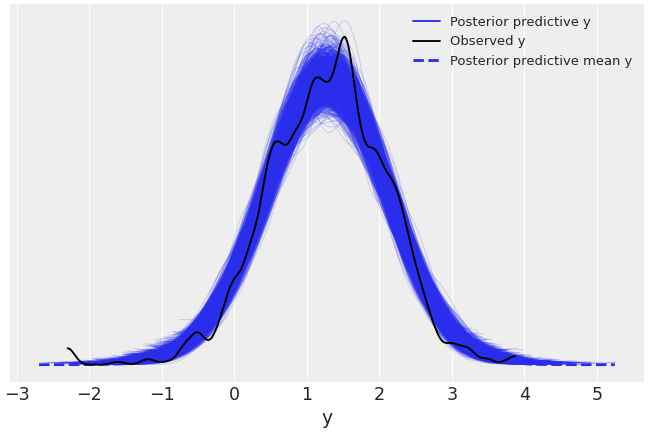 Posterior predictive y
Observed y
Posterior predictive mean y
−3 −2 −1 0 1 2 3 4 5
y